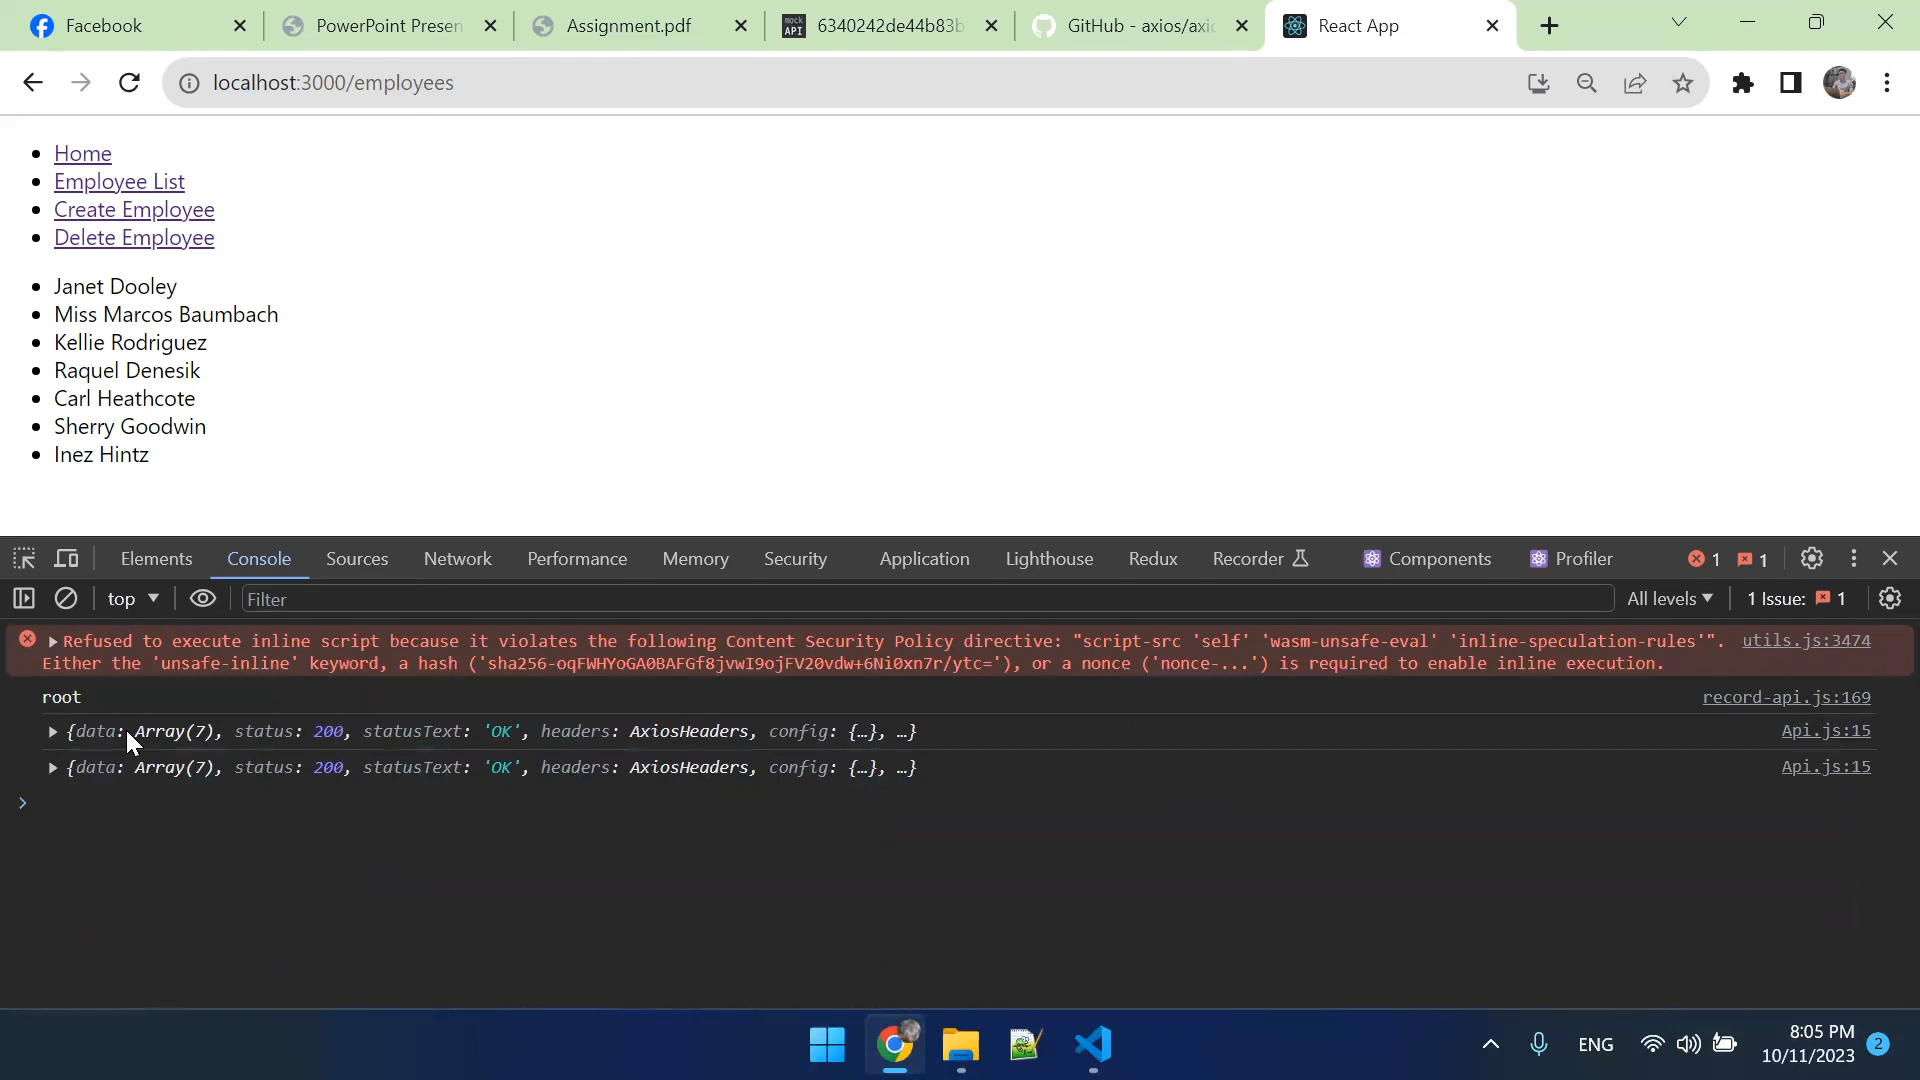 Facebook
PowerPoint Presen
Assignment.pdf
mock API
6340242de44b83b
GitHub - axios/axio
React App
localhost:3000/employees
Home
Employee List
Create Employee
Delete Employee
Janet Dooley
Miss Marcos Baumbach
Kellie Rodriguez
Raquel Denesik
Carl Heathcote
Sherry Goodwin
Inez Hintz
Elements Console Sources Network Performance Memory Security Application Lighthouse Redux Recorder Components Profiler 1 1
top Filter All levels 1 Issue: 1
Refused to execute inline script because it violates the following Content Security Policy directive: "script-src 'self' 'wasm-unsafe-eval' 'inline-speculation-rules'". utils.js:3474
Either the 'unsafe-inline' keyword, a hash ('sha256-oqFWHYoGA0BAFGf8jvwI9ojFV20vdw+6Ni0xn7r/ytc='), or a nonce ('nonce-...') is required to enable inline execution.
root record-api.js:169
{data: Array(7), status: 200, statusText: 'OK', headers: AxiosHeaders, config: {…}, …} Api.js:15
{data: Array(7), status: 200, statusText: 'OK', headers: AxiosHeaders, config: {…}, …} Api.js:15
ENG
8:05 PM
10/11/2023
2